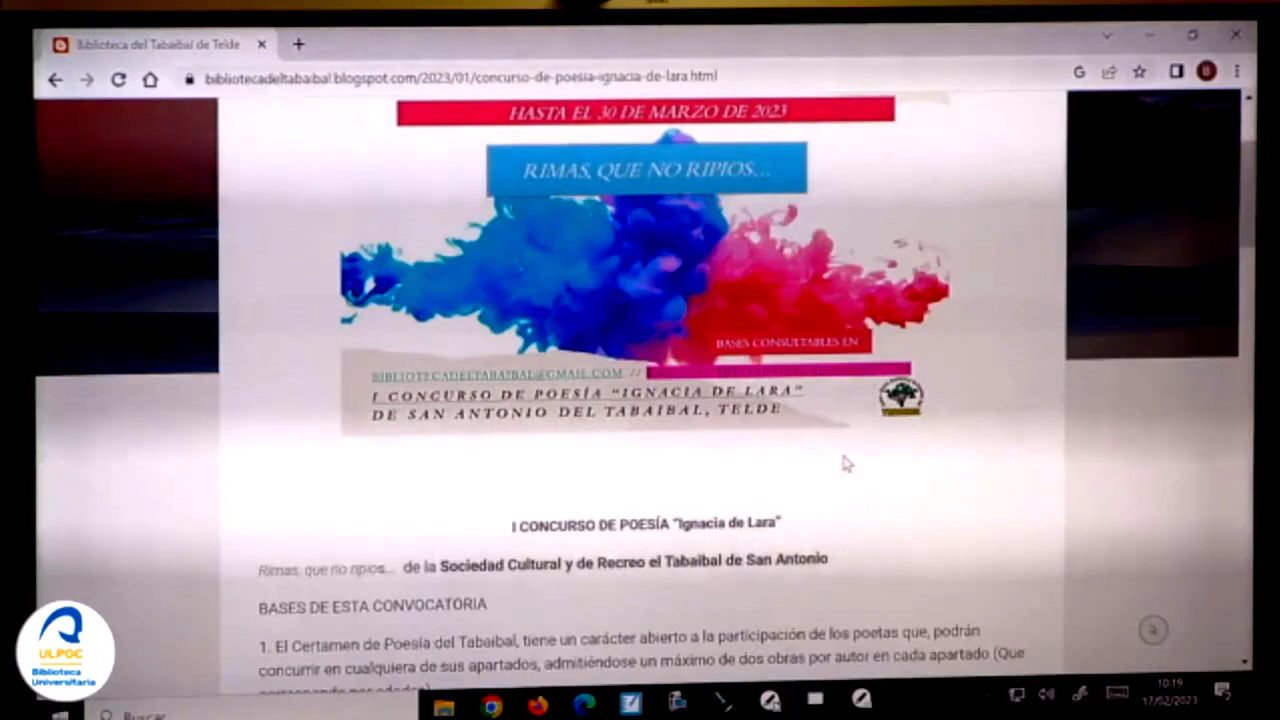 Biblioteca del Tabaibal de Telde
bibliotecadeltabaibal.blogspot.com/2023/01/concurso-de-poesia-ignacia-de-lara.html
HASTA EL 30 DE MARZO DE 2023
RIMAS, QUE NO RIPIOS...
BASES CONSULTABLES EN
BIBLIOTECADELTABAIBAL@GMAIL.COM //
I CONCURSO DE POESÍA "IGNACIA DE LARA"
DE SAN ANTONIO DEL TABAIBAL, TELDE
I CONCURSO DE POESÍA "Ignacia de Lara"
Rimas, que no ripios... de la Sociedad Cultural y de Recreo el Tabaibal de San Antonio
BASES DE ESTA CONVOCATORIA
1. El Certamen de Poesía del Tabaibal, tiene un carácter abierto a la participación de los poetas que, podrán
concurrir en cualquiera de sus apartados, admitiéndose un máximo de dos obras por autor en cada apartado (Que
ULPGC
Biblioteca
Universitaria
Buscar
10:19
17/02/2023